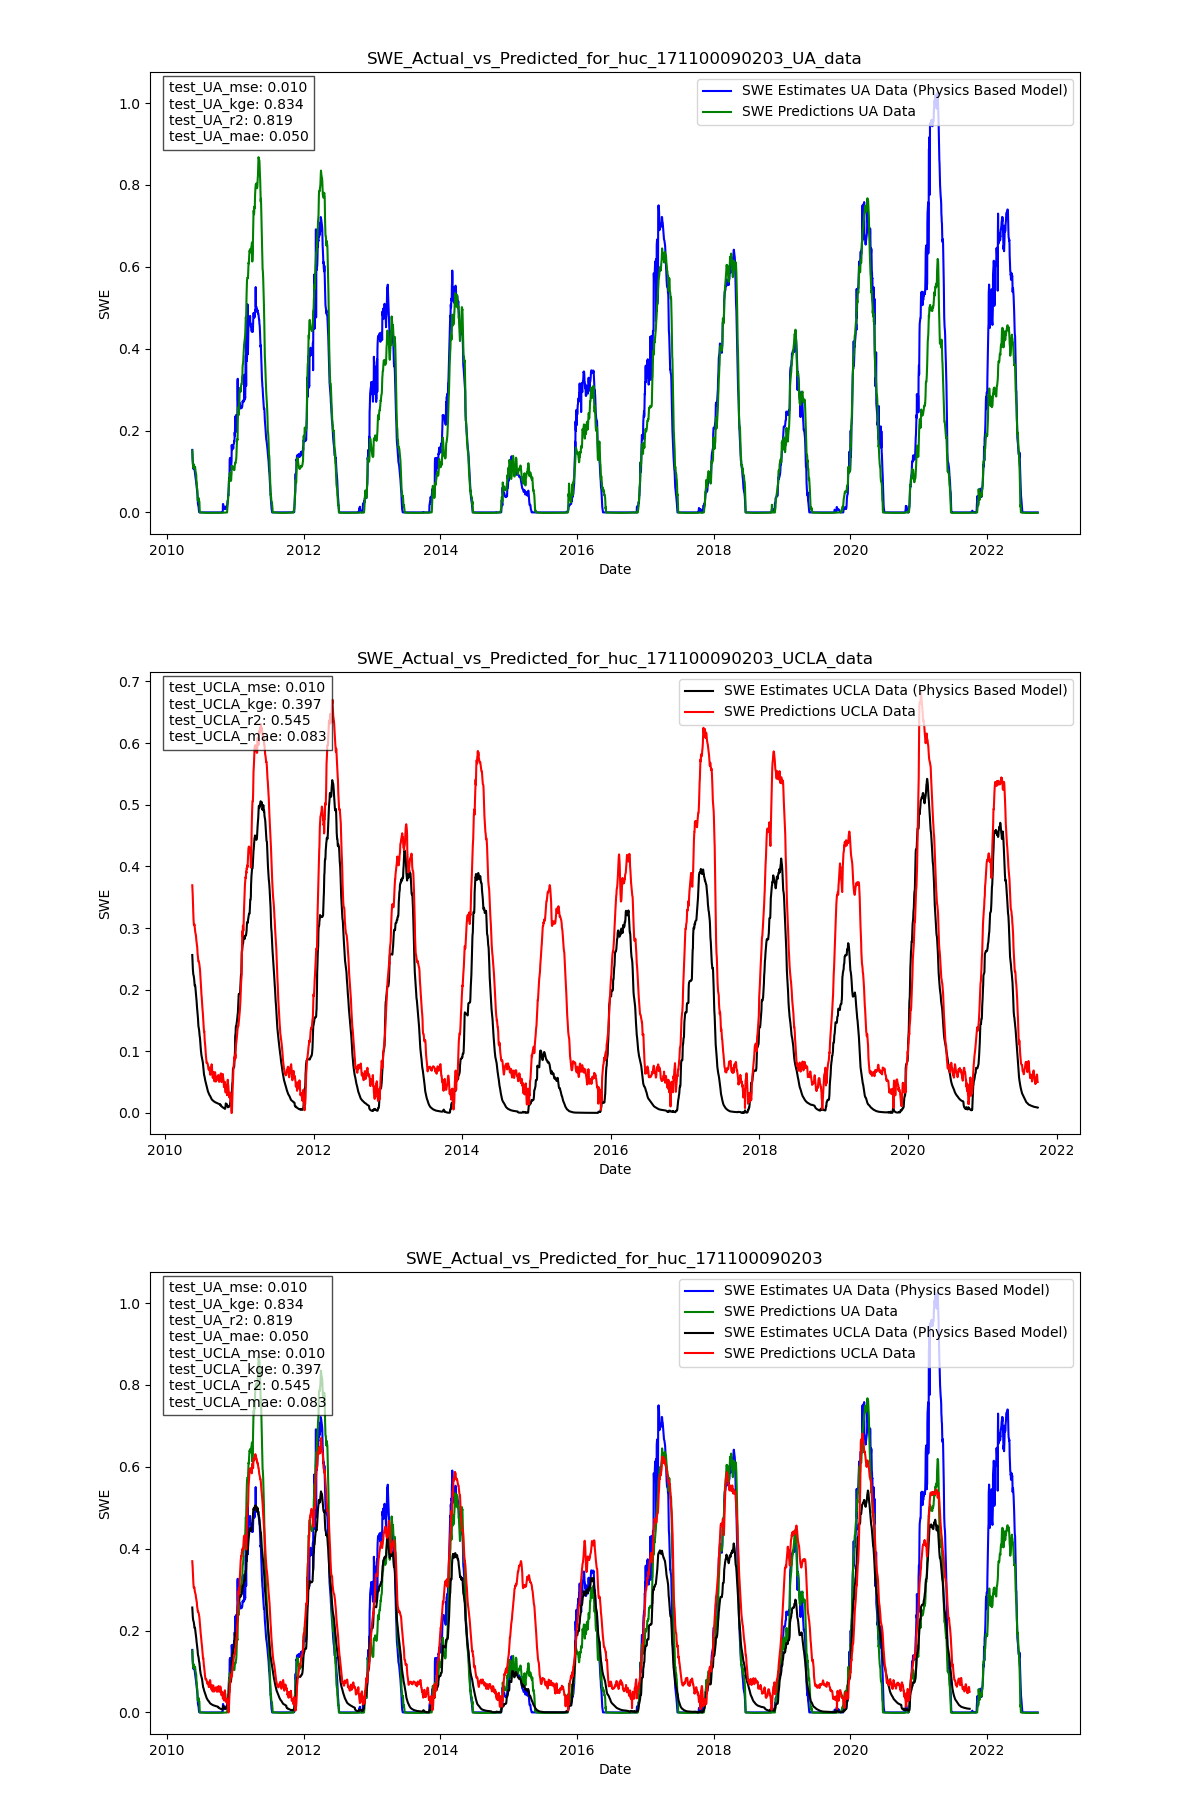 SWE_Actual_vs_Predicted_for_huc_171100090203_UA_data
test_UA_mse: 0.010
test_UA_kge: 0.834
test_UA_r2: 0.819
test_UA_mae: 0.050
SWE Estimates UA Data (Physics Based Model)
SWE Predictions UA Data
1.0
0.8
0.6
0.4
0.2
0.0
SWE
2010 2012 2014 2016 2018 2020 2022
Date
SWE_Actual_vs_Predicted_for_huc_171100090203_UCLA_data
test_UCLA_mse: 0.010
test_UCLA_kge: 0.397
test_UCLA_r2: 0.545
test_UCLA_mae: 0.083
SWE Estimates UCLA Data (Physics Based Model)
SWE Predictions UCLA Data
0.7
0.6
0.5
0.4
0.3
0.2
0.1
0.0
SWE
2010 2012 2014 2016 2018 2020 2022
Date
SWE_Actual_vs_Predicted_for_huc_171100090203
test_UA_mse: 0.010
test_UA_kge: 0.834
test_UA_r2: 0.819
test_UA_mae: 0.050
test_UCLA_mse: 0.010
test_UCLA_kge: 0.397
test_UCLA_r2: 0.545
test_UCLA_mae: 0.083
SWE Estimates UA Data (Physics Based Model)
SWE Predictions UA Data
SWE Estimates UCLA Data (Physics Based Model)
SWE Predictions UCLA Data
1.0
0.8
0.6
0.4
0.2
0.0
SWE
2010 2012 2014 2016 2018 2020 2022
Date